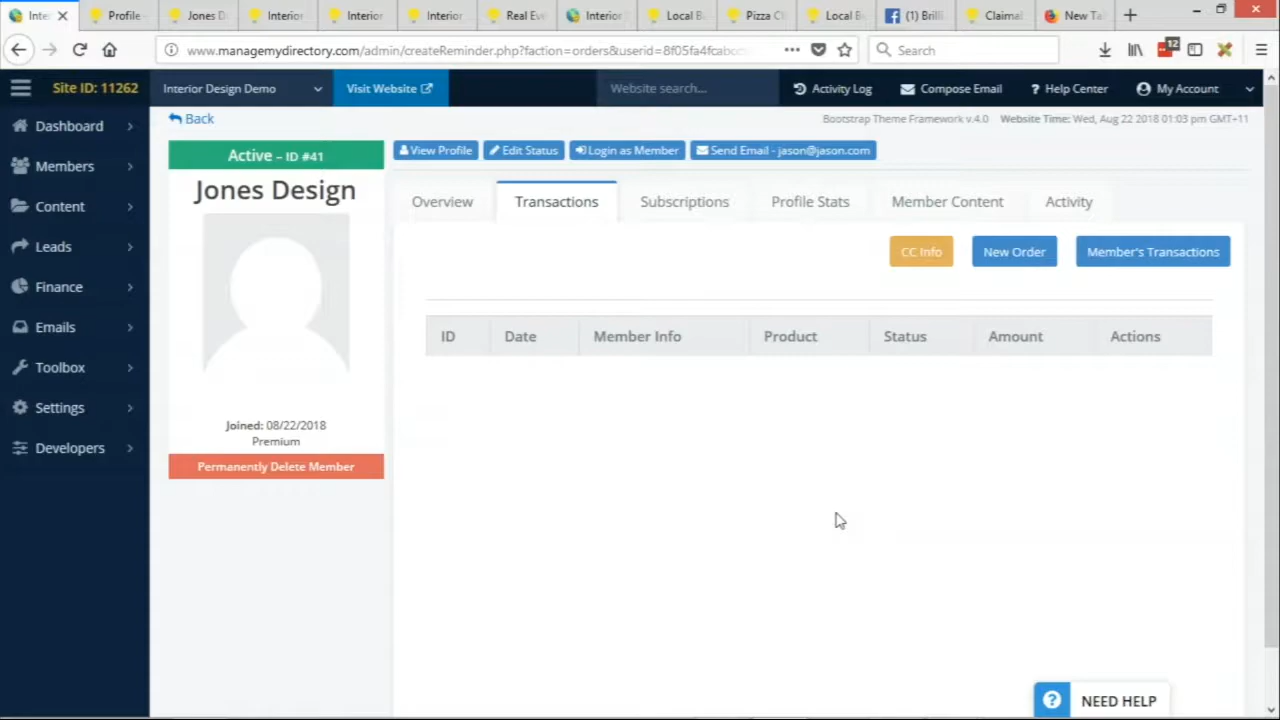 Inte
Profile
Jones D
Interior
Interior
Interior
Real Eve
Interior
Local B
Pizza C
Local B
(1) Brill
Claima
New Ta
www.managemydirectory.com/admin/createReminder.php?faction=orders&userid=8f05fa4fcabc
Search
12
Site ID: 11262
Interior Design Demo
Visit Website
Website search...
Activity Log
Compose Email
? Help Center
My Account
Back
Bootstrap Theme Framework v.4.0
Website Time: Wed, Aug 22 2018 01:03 pm GMT+11
Dashboard
Members
Content
Leads
Finance
Emails
Toolbox
Settings
Developers
Active – ID #41
Jones Design
Joined: 08/22/2018
Premium
Permanently Delete Member
View Profile
Edit Status
Login as Member
Send Email - jason@jason.com
Overview
Transactions
Subscriptions
Profile Stats
Member Content
Activity
CC Info
New Order
Member's Transactions
ID
Date
Member Info
Product
Status
Amount
Actions
? NEED HELP